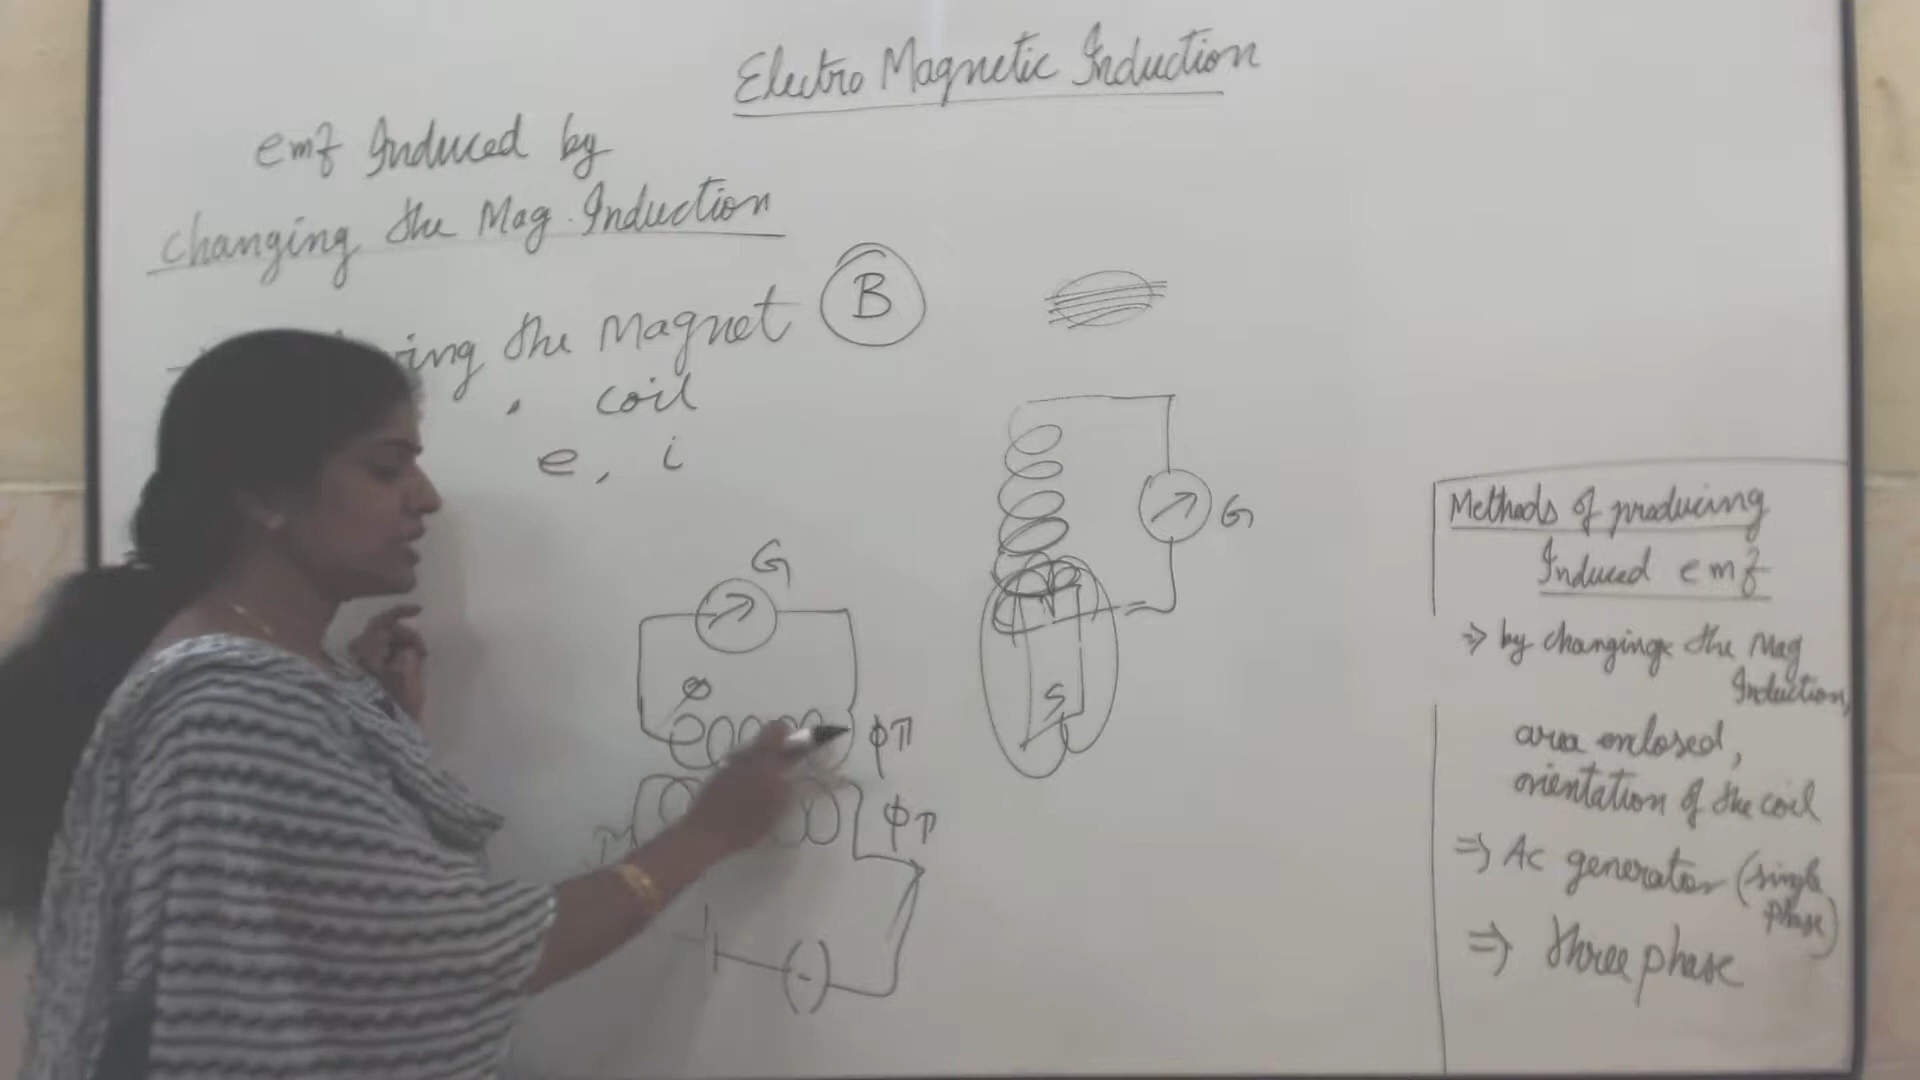 Electro Magnetic Induction
emf Induced by
changing the Mag. Induction
the Magnet B
" coil
e, i
G
G
S
φ
φ
φ
Methods of producing
Induced emf
⇒ by changing the Mag
Induction,
area enclosed,
orientation of the coil
⇒ Ac generator (single
phase)
⇒ three phase